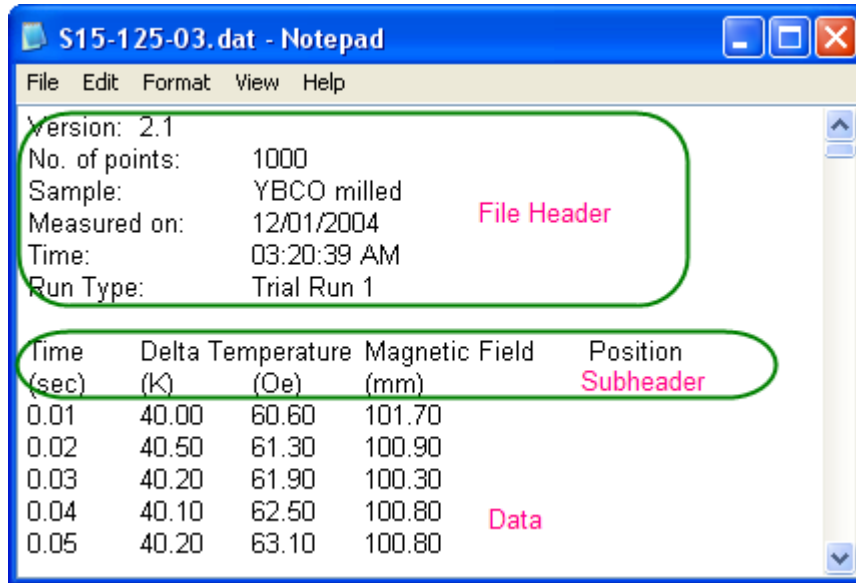 S15-125-03.dat - Notepad
File Edit Format View Help
Version: 2.1
No. of points: 1000
Sample: YBCO milled
Measured on: 12/01/2004
File Header
Time: 03:20:39 AM
Run Type: Trial Run 1
Time Delta Temperature Magnetic Field Position
(sec) (K) (Oe) (mm) Subheader
0.01 40.00 60.60 101.70
0.02 40.50 61.30 100.90
0.03 40.20 61.90 100.30
0.04 40.10 62.50 100.80
Data
0.05 40.20 63.10 100.80